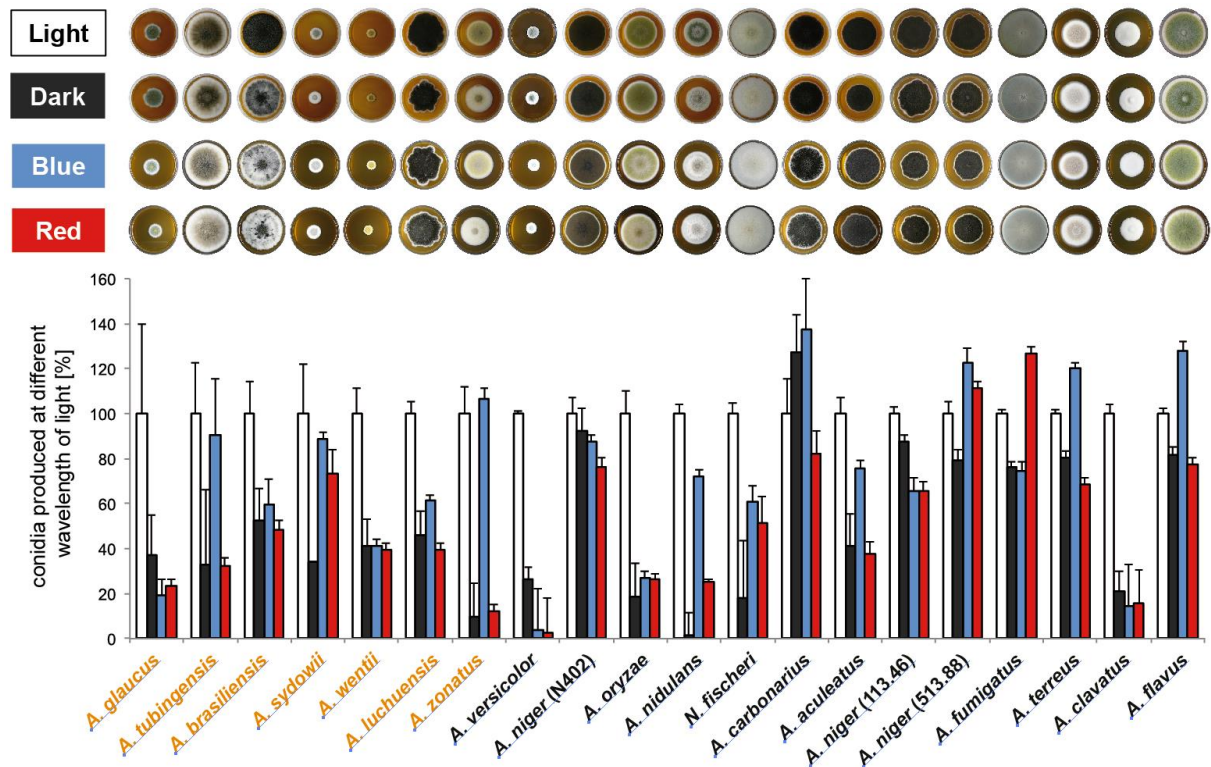 Light
Dark
Blue
Red
conidia produced at different
wavelength of light [%]
160
140
120
100
80
60
40
20
0
A. glaucus
A. tubingensis
A. brasiliensis
A. sydowii
A. wentii
A. luchuensis
A. zonatus
A. versicolor
A. niger (N402)
A. oryzae
A. nidulans
N. fischeri
A. carbonarius
A. aculeatus
A. niger (113.46)
A. niger (513.88)
A. fumigatus
A. terreus
A. clavatus
A. flavus